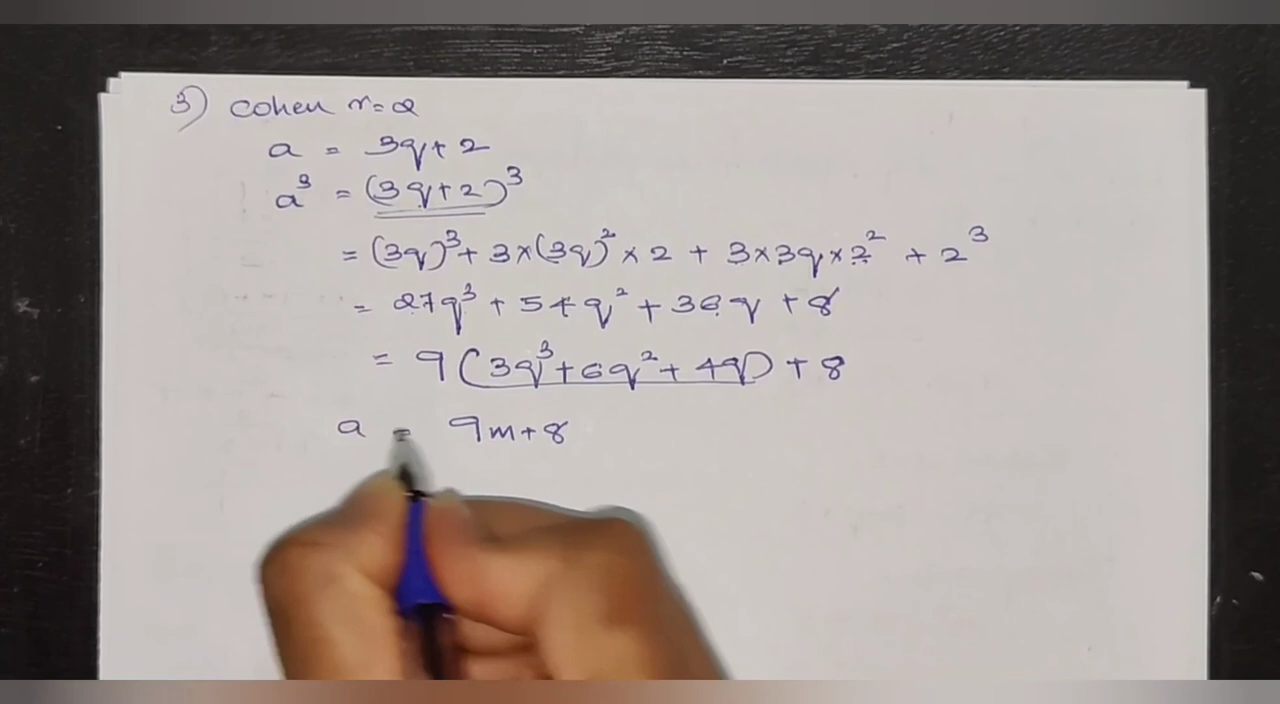 3) when r=2
a = 3q+2
a³ = (3q+2)³
= (3q)³+ 3×(3q)²×2 + 3×3q×2² + 2³
= 27q³ + 54q² + 36q + 8
= 9(3q³+6q²+4q) + 8
a = 9m+8